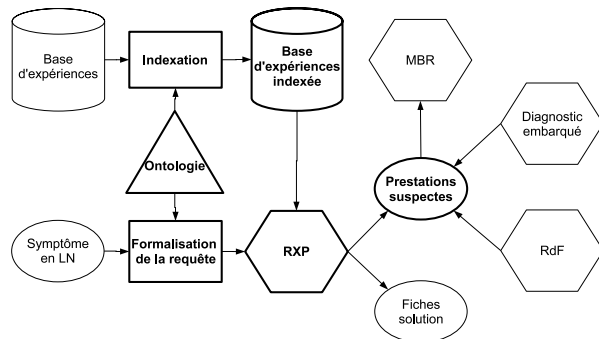 Base
d'expériences
Indexation
Base
d'expériences
indexée
MBR
Diagnostic
embarqué
Ontologie
Prestations
suspectes
Symptôme
en LN
Formalisation
de la requête
RXP
RdF
Fiches
solution